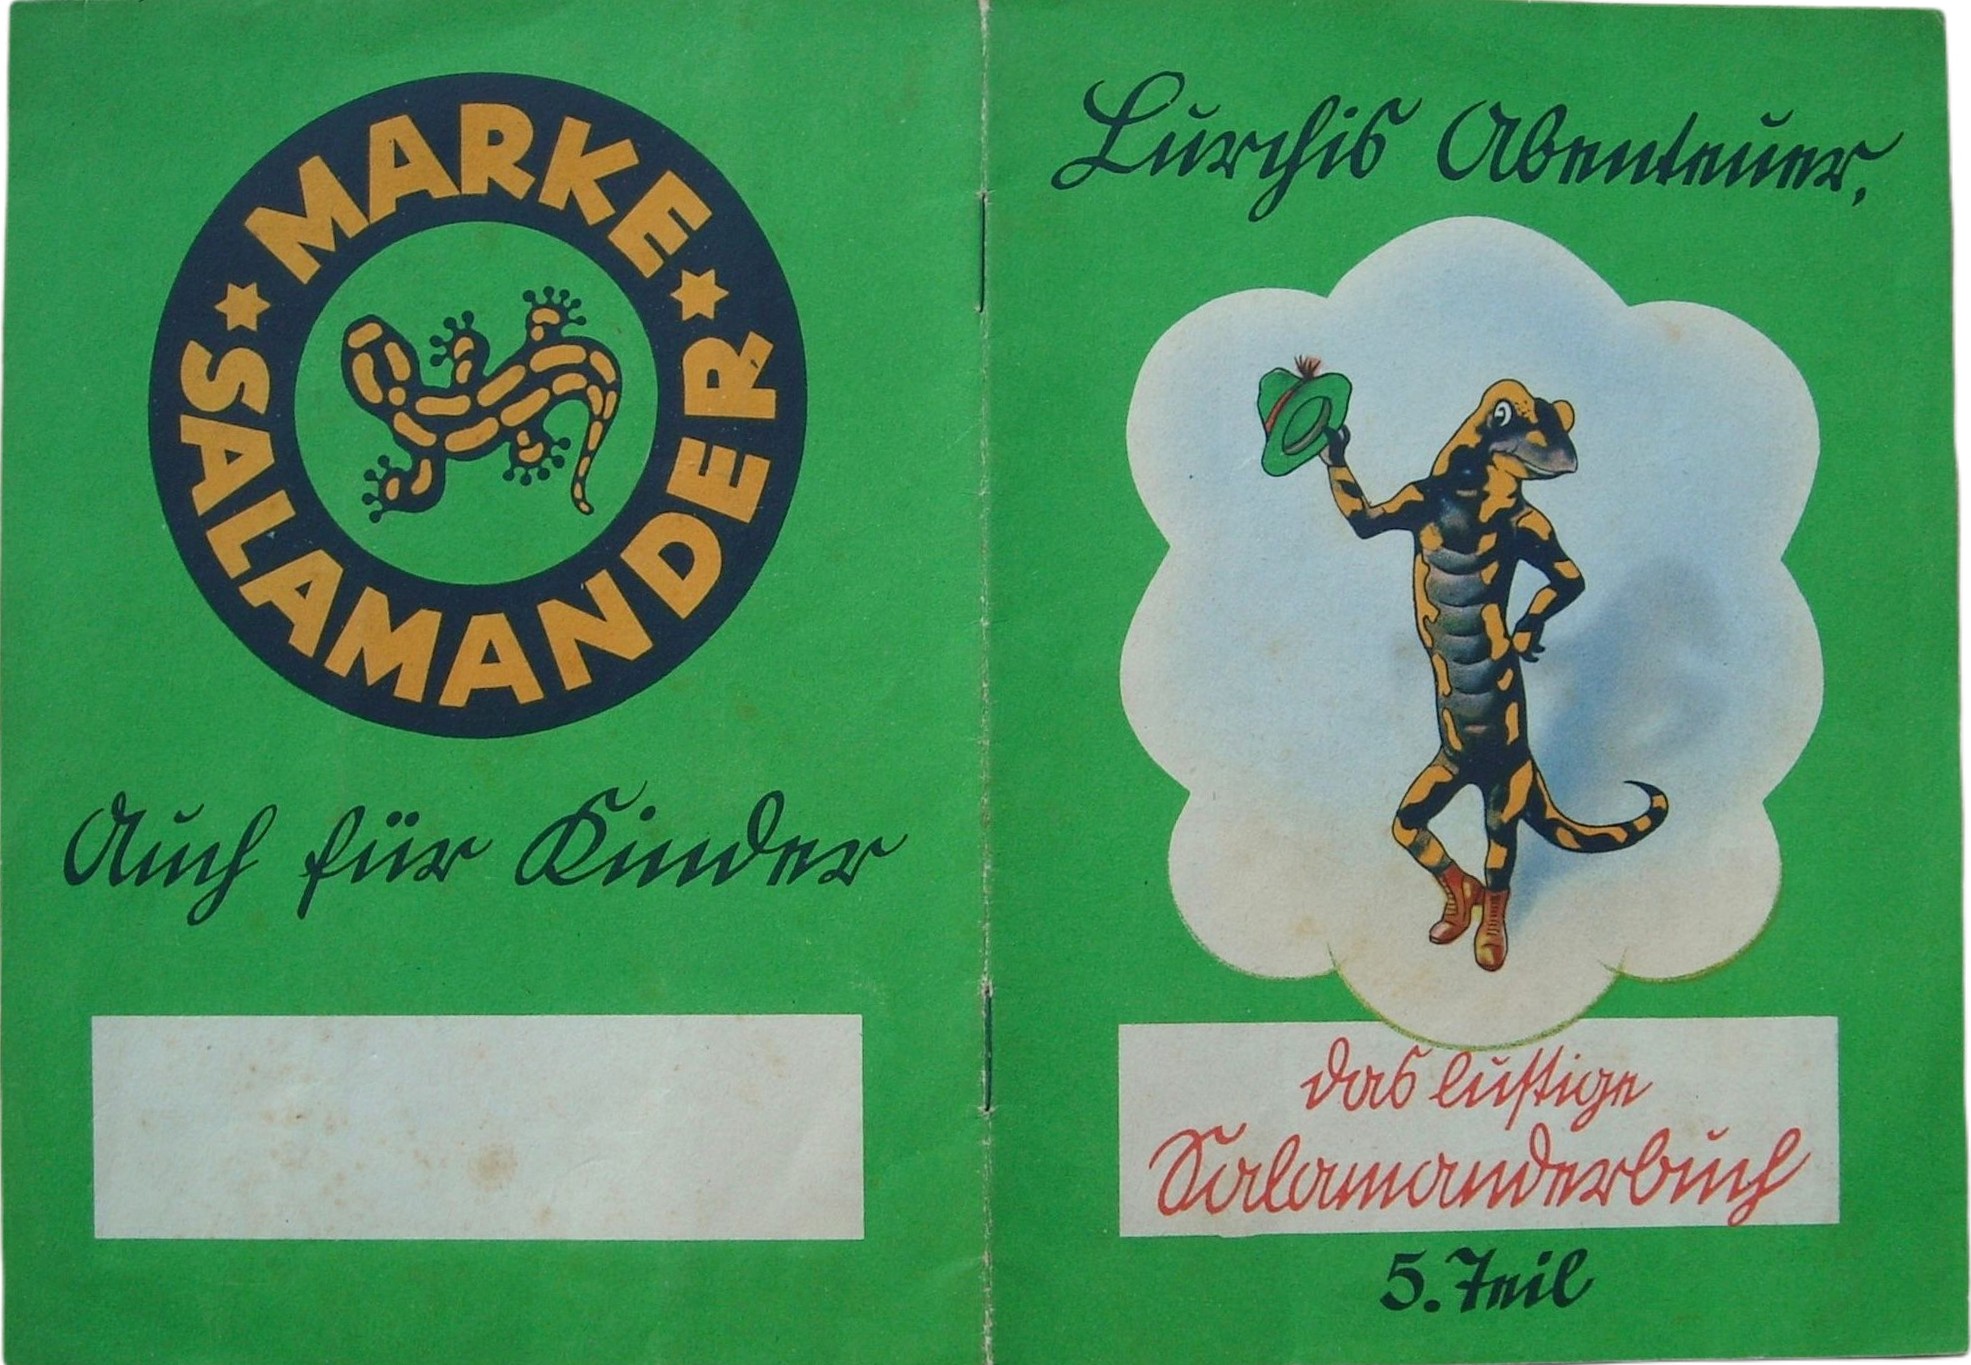 MARKE
SALAMANDER
Auch für Kinder
Lurchis Abenteuer,
das lustige
Salamanderbuch
5. Teil